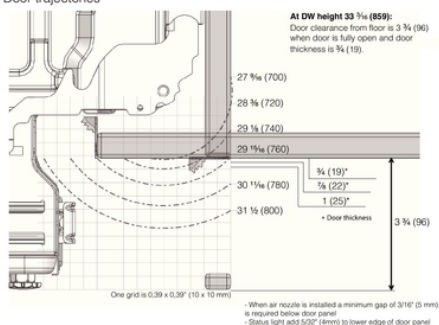 Door trajectories
At DW height 33 13/16 (859):
Door clearance from floor is 3 3/4 (96)
when door is fully open and door
thickness is 3/4 (19).
27 9/16 (700)
28 3/8 (720)
29 1/8 (740)
29 15/16 (760)
3/4 (19)*
7/8 (22)*
1 (25)*
30 11/16 (780)
31 1/2 (800)
* Door thickness
3 3/4 (96)
One grid is 0,39 x 0,39" (10 x 10 mm)
- When air nozzle is installed a minimum gap of 3/16" (5 mm)
is required below door panel
- Status light add 5/32" (4mm) to lower edge of door panel